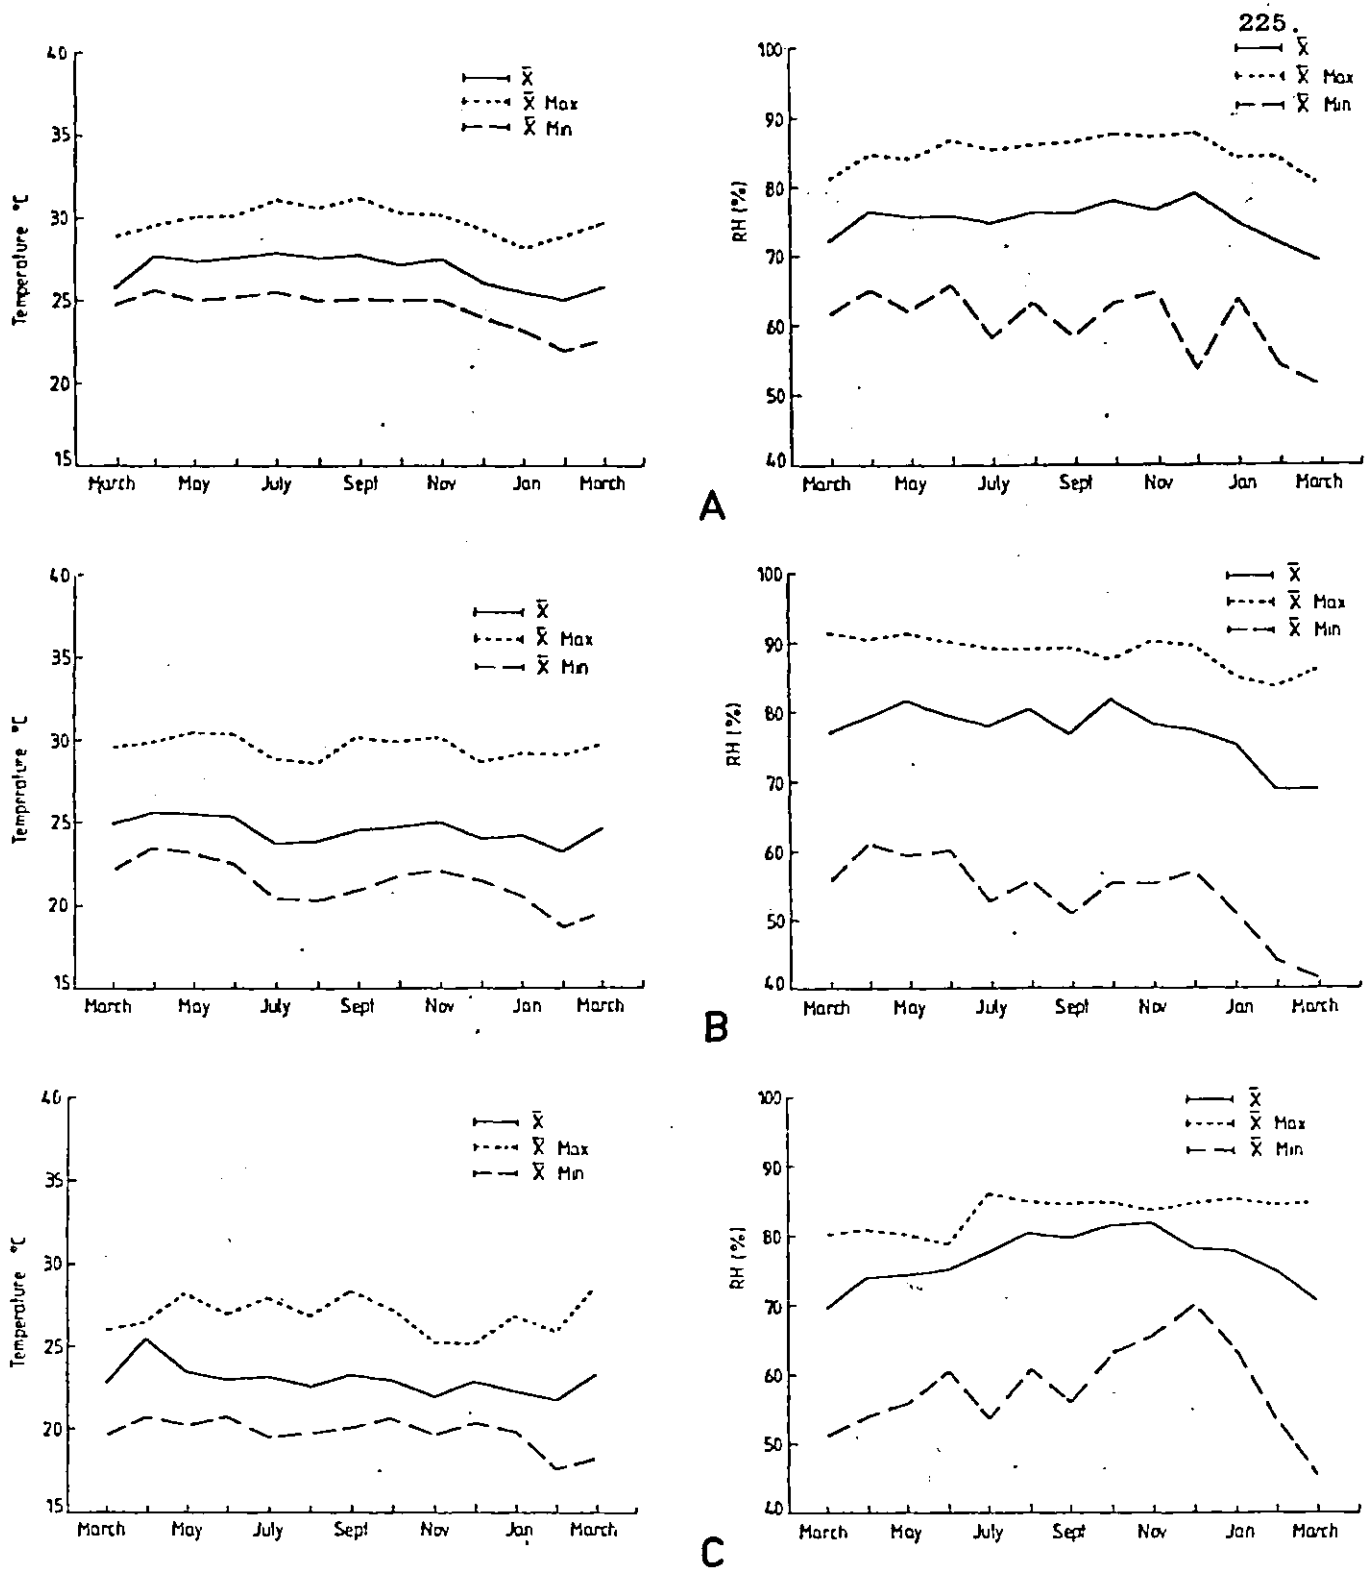 225.
40
35
30
25
20
15
Temperature °C
X̄
X̄ Max
X̄ Min
March May July Sept Nov Jan March
100
90
80
70
60
50
40
RH (%)
X̄
X̄ Max
X̄ Min
March May July Sept Nov Jan March
A
40
35
30
25
20
15
Temperature °C
X̄
X̄ Max
X̄ Min
March May July Sept Nov Jan March
100
90
80
70
60
50
40
RH (%)
X̄
X̄ Max
X̄ Min
March May July Sept Nov Jan March
B
40
35
30
25
20
15
Temperature °C
X̄
X̄ Max
X̄ Min
March May July Sept Nov Jan March
100
90
80
70
60
50
40
RH (%)
X̄
X̄ Max
X̄ Min
March May July Sept Nov Jan March
C